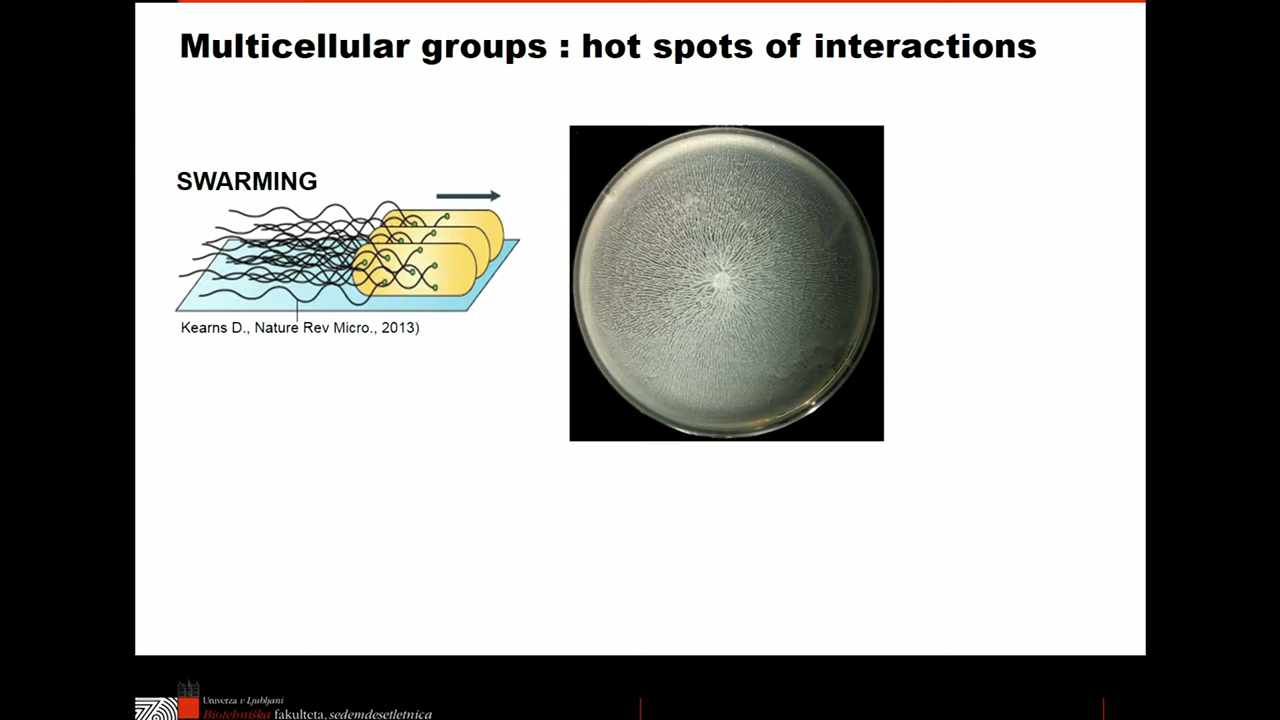 Multicellular groups : hot spots of interactions
SWARMING
Kearns D., Nature Rev Micro., 2013)
Univerza v Ljubljani
Biotehniška fakulteta, sedemdesetletnica